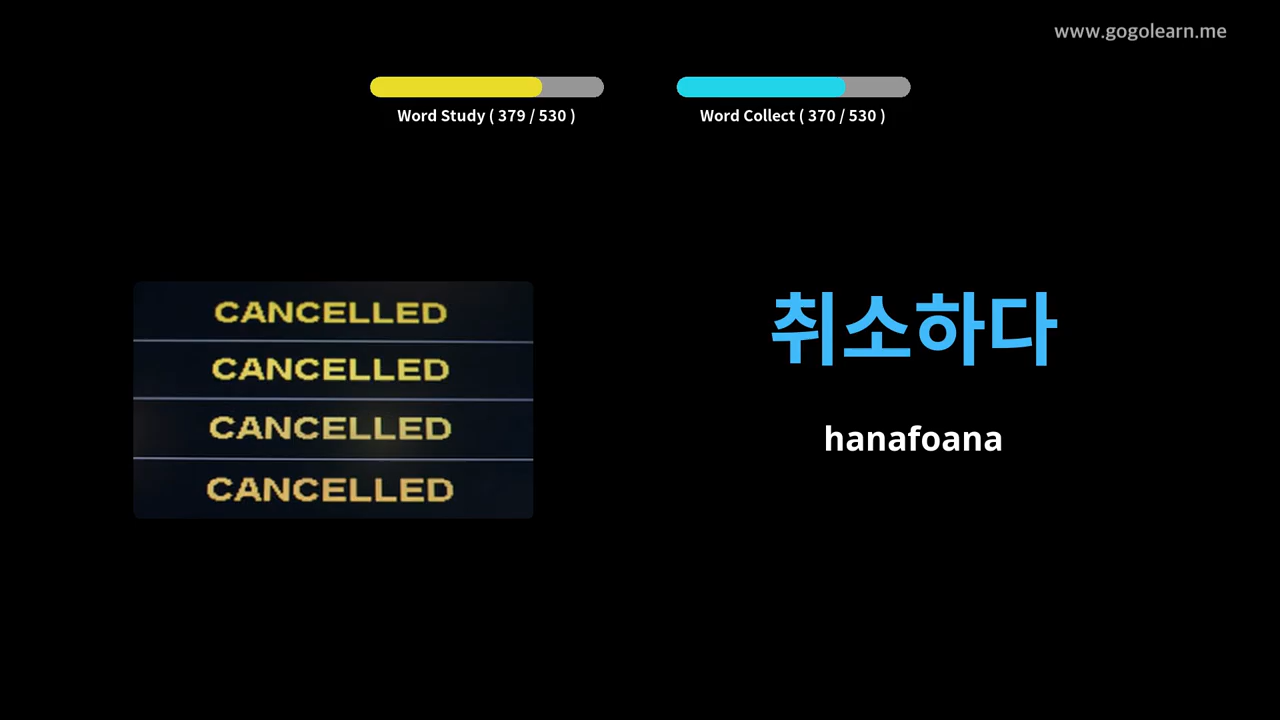 www.gogolearn.me
Word Study ( 379 / 530 )
Word Collect ( 370 / 530 )
CANCELLED
CANCELLED
CANCELLED
CANCELLED
취소하다
hanafoana